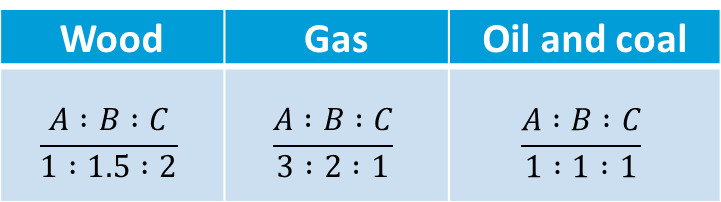 Wood Gas Oil and coal
A : B : C A : B : C A : B : C
1 : 1.5 : 2 3 : 2 : 1 1 : 1 : 1